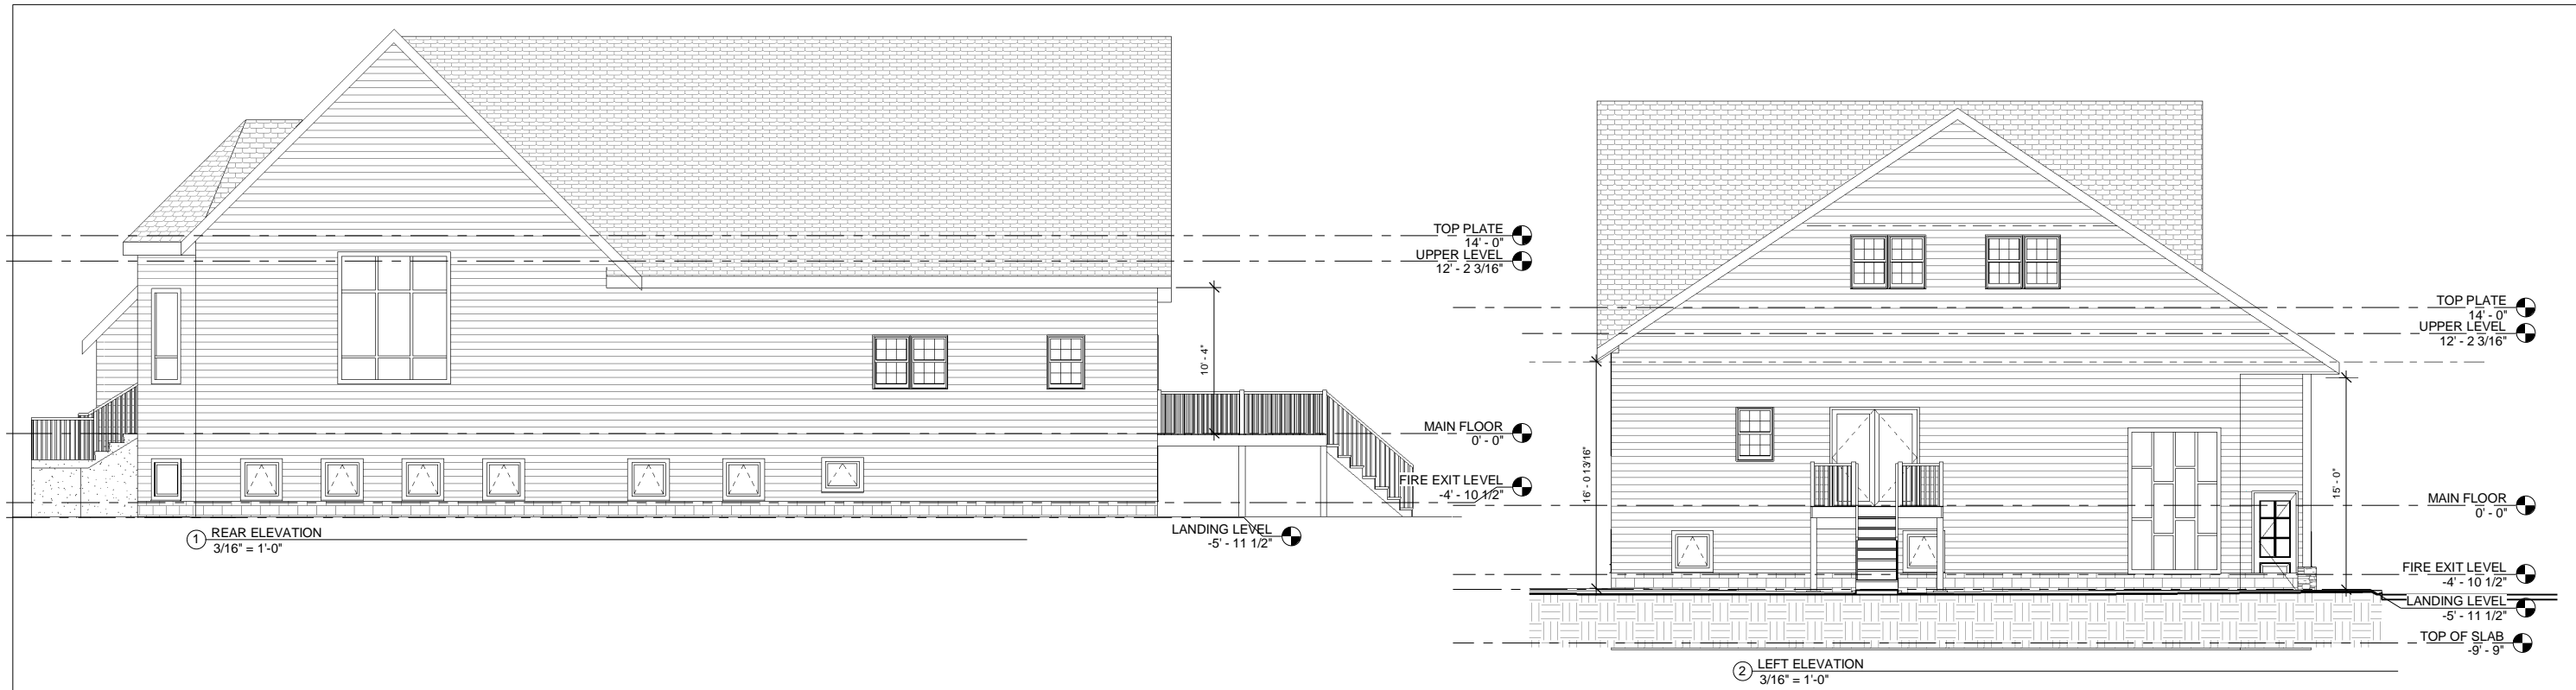 TOP PLATE
14' - 0"
UPPER LEVEL
12' - 2 3/16"
10' - 4"
MAIN FLOOR
0' - 0"
FIRE EXIT LEVEL
-4' - 10 1/2"
LANDING LEVEL
-5' - 11 1/2"
1 REAR ELEVATION
3/16" = 1'-0"
TOP PLATE
14' - 0"
UPPER LEVEL
12' - 2 3/16"
16' - 0 13/16"
15' - 0"
MAIN FLOOR
0' - 0"
FIRE EXIT LEVEL
-4' - 10 1/2"
LANDING LEVEL
-5' - 11 1/2"
TOP OF SLAB
-9' - 9"
2 LEFT ELEVATION
3/16" = 1'-0"